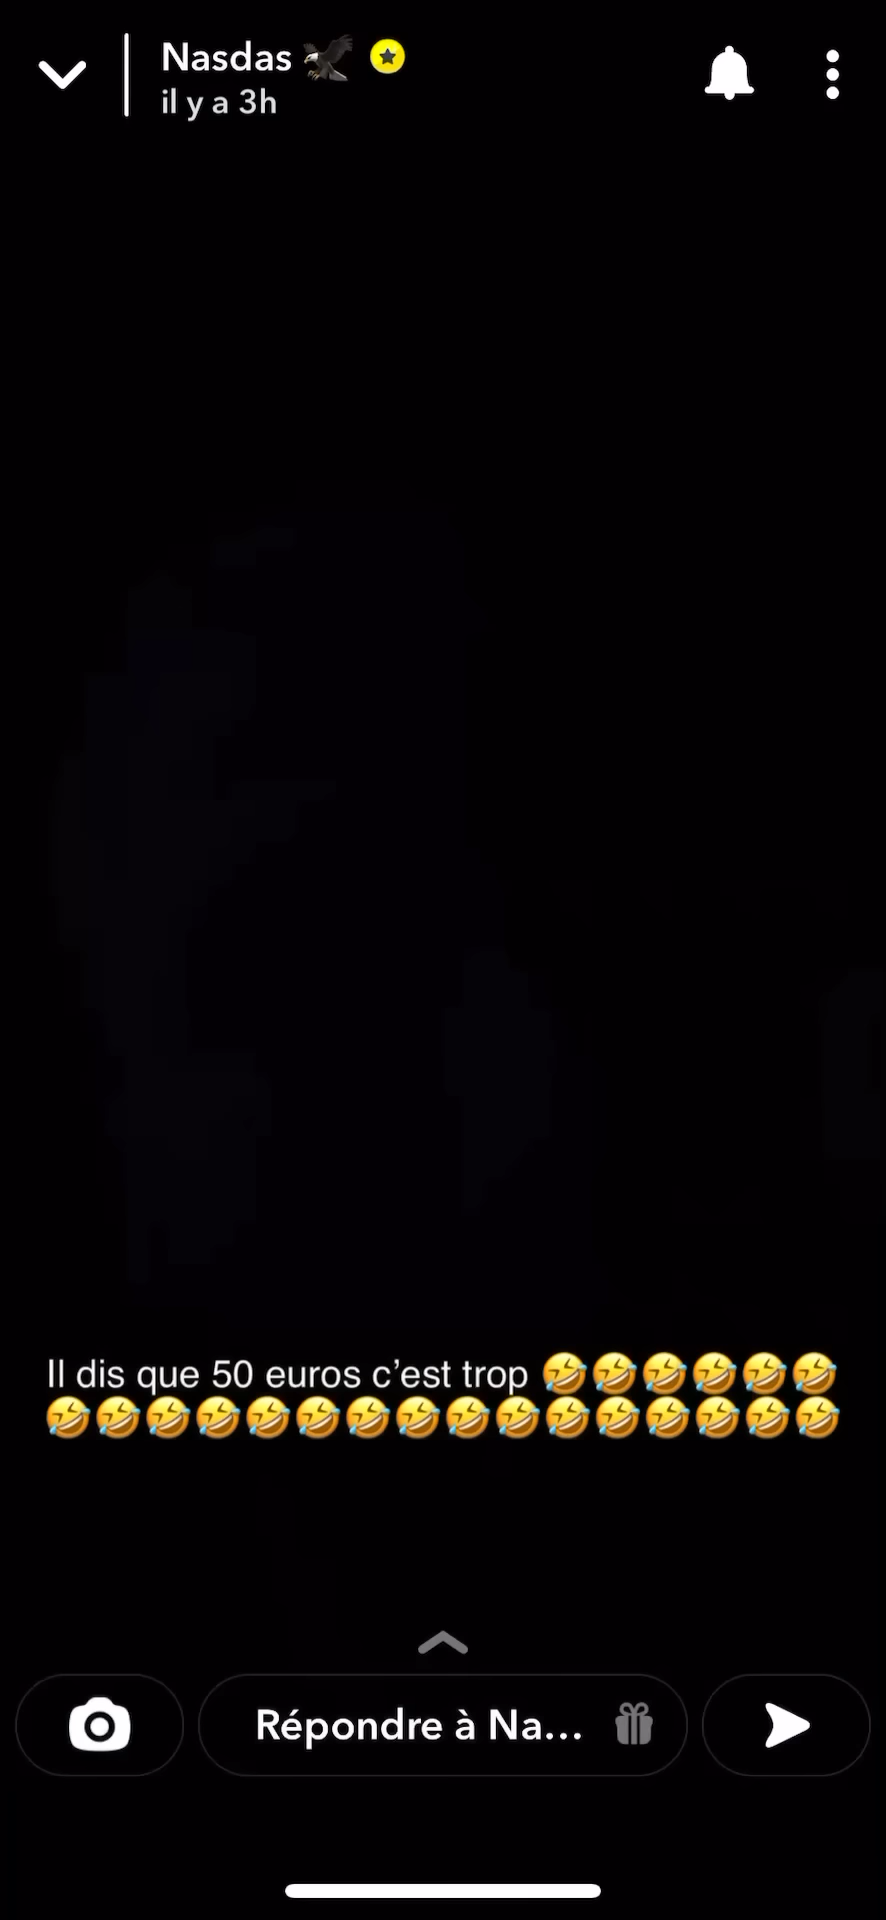 Nasdas 🦅
il y a 3h
Il dis que 50 euros c’est trop 🤣🤣🤣🤣🤣🤣
🤣🤣🤣🤣🤣🤣🤣🤣🤣🤣🤣🤣🤣🤣🤣🤣
Répondre à Na...